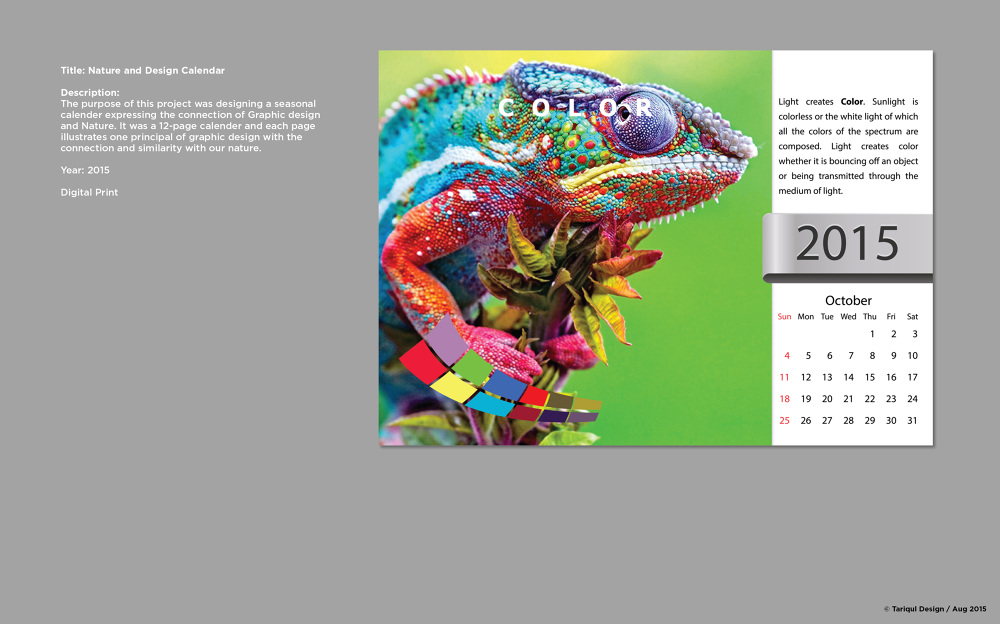 Title: Nature and Design Calendar
Description:
The purpose of this project was designing a seasonal
calender expressing the connection of Graphic design
and Nature. It was a 12-page calender and each page
illustrates one principal of graphic design with the
connection and similarity with our nature.
Year: 2015
Digital Print
COLOR
Light creates Color. Sunlight is
colorless or the white light of which
all the colors of the spectrum are
composed. Light creates color
whether it is bouncing off an object
or being transmitted through the
medium of light.
2015
October
Sun Mon Tue Wed Thu Fri Sat
1 2 3
4 5 6 7 8 9 10
11 12 13 14 15 16 17
18 19 20 21 22 23 24
25 26 27 28 29 30 31
© Tariqul Design / Aug 2015